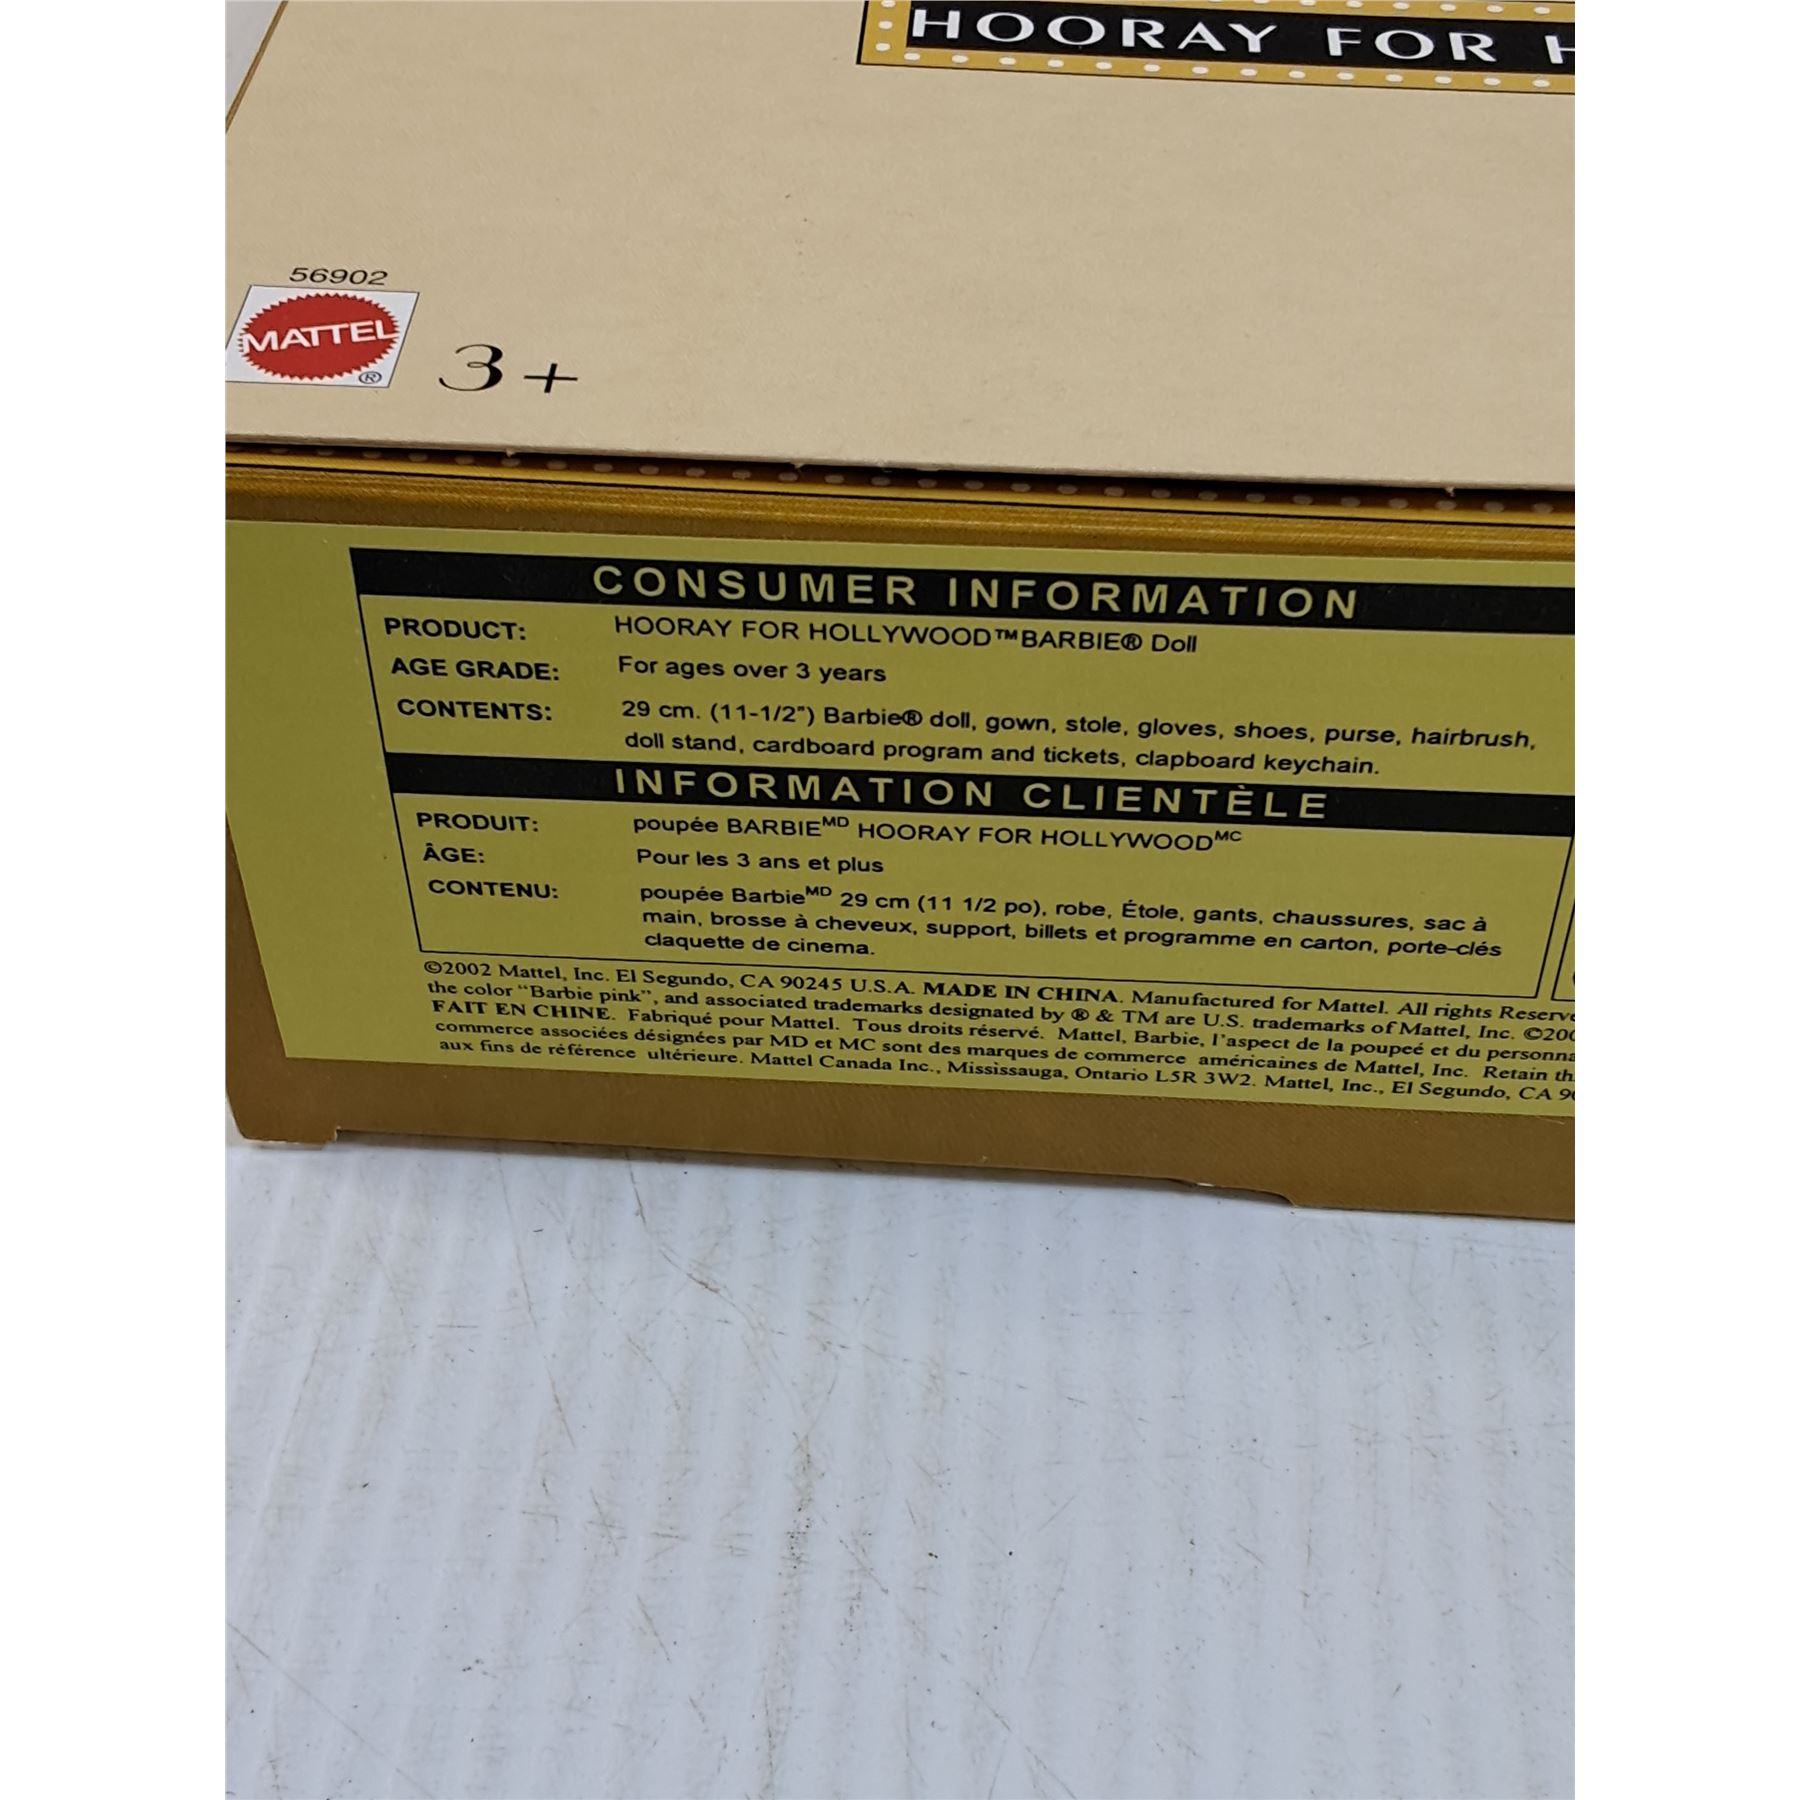 HOORAY FOR H
56902
MATTEL
®
3+
CONSUMER INFORMATION
PRODUCT: HOORAY FOR HOLLYWOOD™BARBIE® Doll
AGE GRADE: For ages over 3 years
CONTENTS: 29 cm. (11-1/2") Barbie® doll, gown, stole, gloves, shoes, purse, hairbrush,
doll stand, cardboard program and tickets, clapboard keychain.
INFORMATION CLIENTÈLE
PRODUIT: poupée BARBIEMD HOORAY FOR HOLLYWOODMC
ÂGE: Pour les 3 ans et plus
CONTENU: poupée BarbieMD 29 cm (11 1/2 po), robe, Étole, gants, chaussures, sac à
main, brosse à cheveux, support, billets et programme en carton, porte-clés
claquette de cinema.
©2002 Mattel, Inc. El Segundo, CA 90245 U.S.A. MADE IN CHINA. Manufactured for Mattel. All rights Reserve
the color "Barbie pink", and associated trademarks designated by ® & TM are U.S. trademarks of Mattel, Inc. ©200
FAIT EN CHINE. Fabriqué pour Mattel. Tous droits réservé. Mattel, Barbie, l'aspect de la poupeé et du personna
commerce associées désignées par MD et MC sont des marques de commerce américaines de Mattel, Inc. Retain th
aux fins de référence ultérieure. Mattel Canada Inc., Mississauga, Ontario L5R 3W2. Mattel, Inc., El Segundo, CA 90